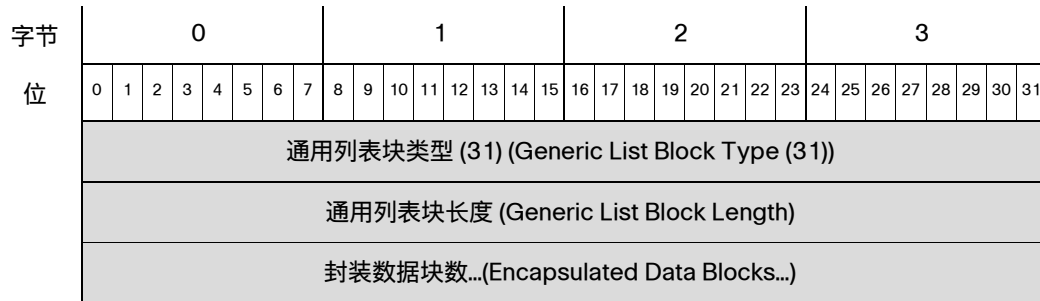 字节 0 1 2 3
位 0 1 2 3 4 5 6 7 8 9 10 11 12 13 14 15 16 17 18 19 20 21 22 23 24 25 26 27 28 29 30 31
通用列表块类型 (31) (Generic List Block Type (31))
通用列表块长度 (Generic List Block Length)
封装数据块数...(Encapsulated Data Blocks...)